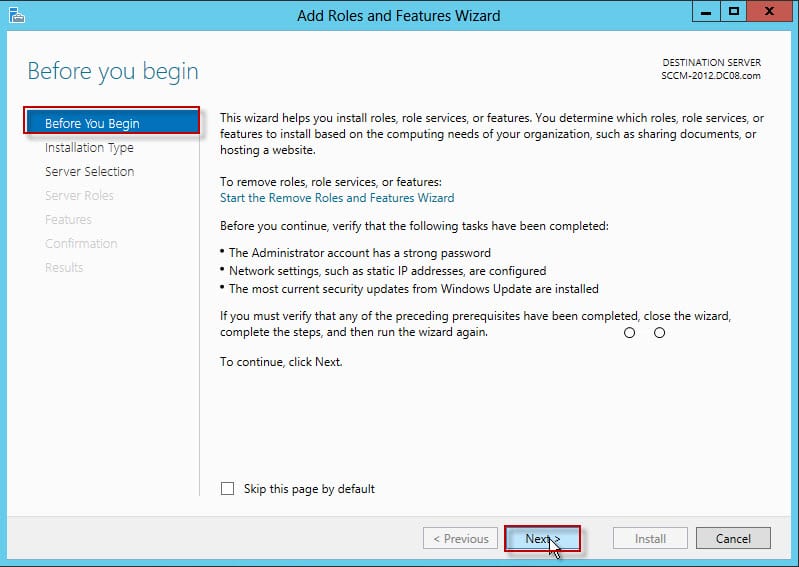 Add Roles and Features Wizard
Before you begin
DESTINATION SERVER
SCCM-2012.DC08.com
Before You Begin
Installation Type
Server Selection
Server Roles
Features
Confirmation
Results
This wizard helps you install roles, role services, or features. You determine which roles, role services, or
features to install based on the computing needs of your organization, such as sharing documents, or
hosting a website.
To remove roles, role services, or features:
Start the Remove Roles and Features Wizard
Before you continue, verify that the following tasks have been completed:
• The Administrator account has a strong password
• Network settings, such as static IP addresses, are configured
• The most current security updates from Windows Update are installed
If you must verify that any of the preceding prerequisites have been completed, close the wizard,
complete the steps, and then run the wizard again.
To continue, click Next.
Skip this page by default
< Previous
Next >
Install
Cancel